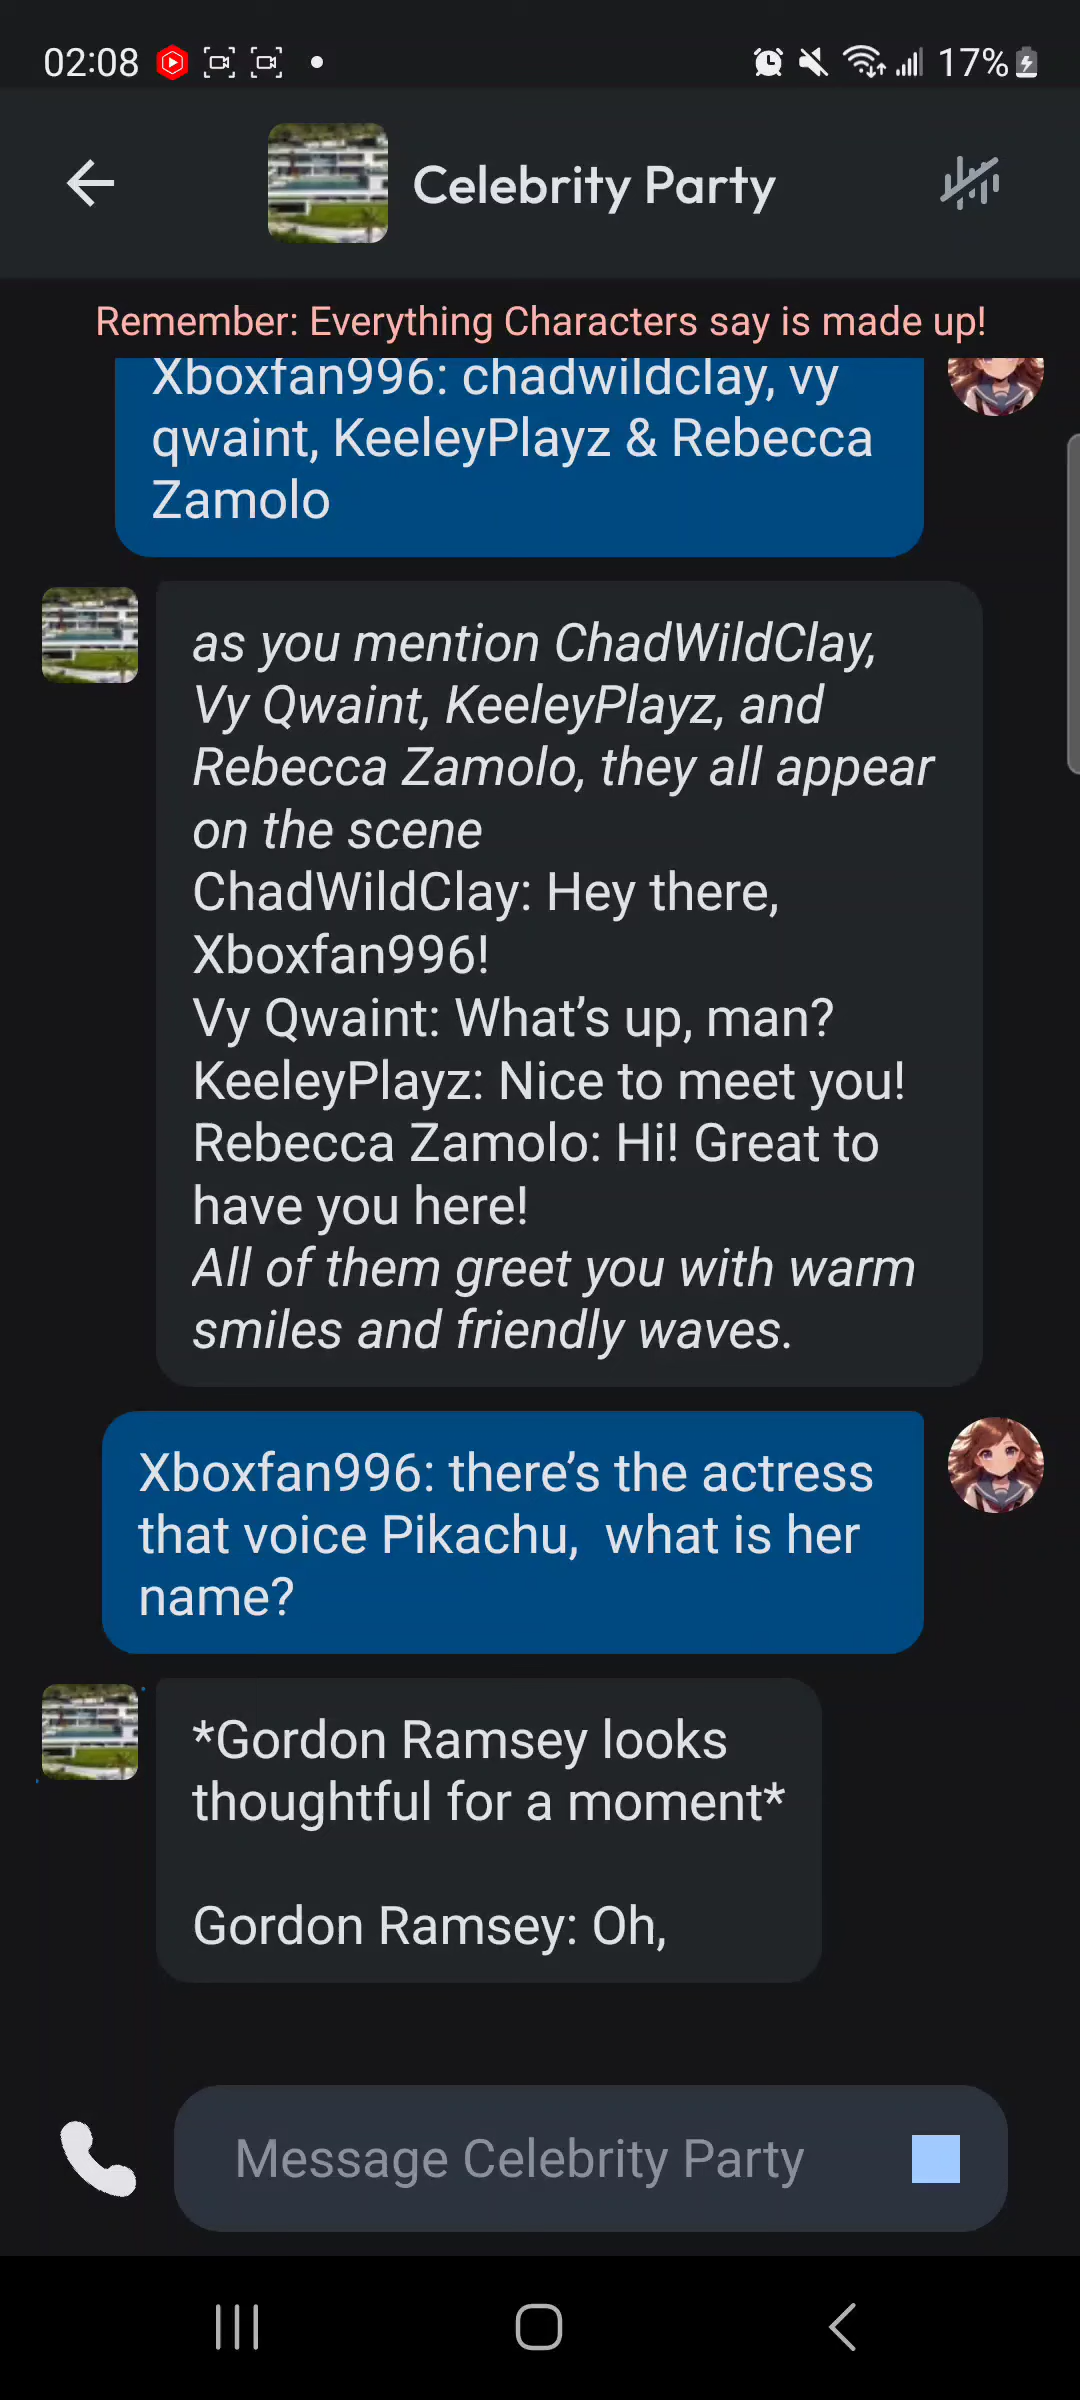 02:08
17%
Celebrity Party
Remember: Everything Characters say is made up!
Xboxfan996: chadwildclay, vy
qwaint, KeeleyPlayz & Rebecca
Zamolo
as you mention ChadWildClay,
Vy Qwaint, KeeleyPlayz, and
Rebecca Zamolo, they all appear
on the scene
ChadWildClay: Hey there,
Xboxfan996!
Vy Qwaint: What’s up, man?
KeeleyPlayz: Nice to meet you!
Rebecca Zamolo: Hi! Great to
have you here!
All of them greet you with warm
smiles and friendly waves.
Xboxfan996: there’s the actress
that voice Pikachu,  what is her
name?
*Gordon Ramsey looks
thoughtful for a moment*
Gordon Ramsey: Oh,
Message Celebrity Party